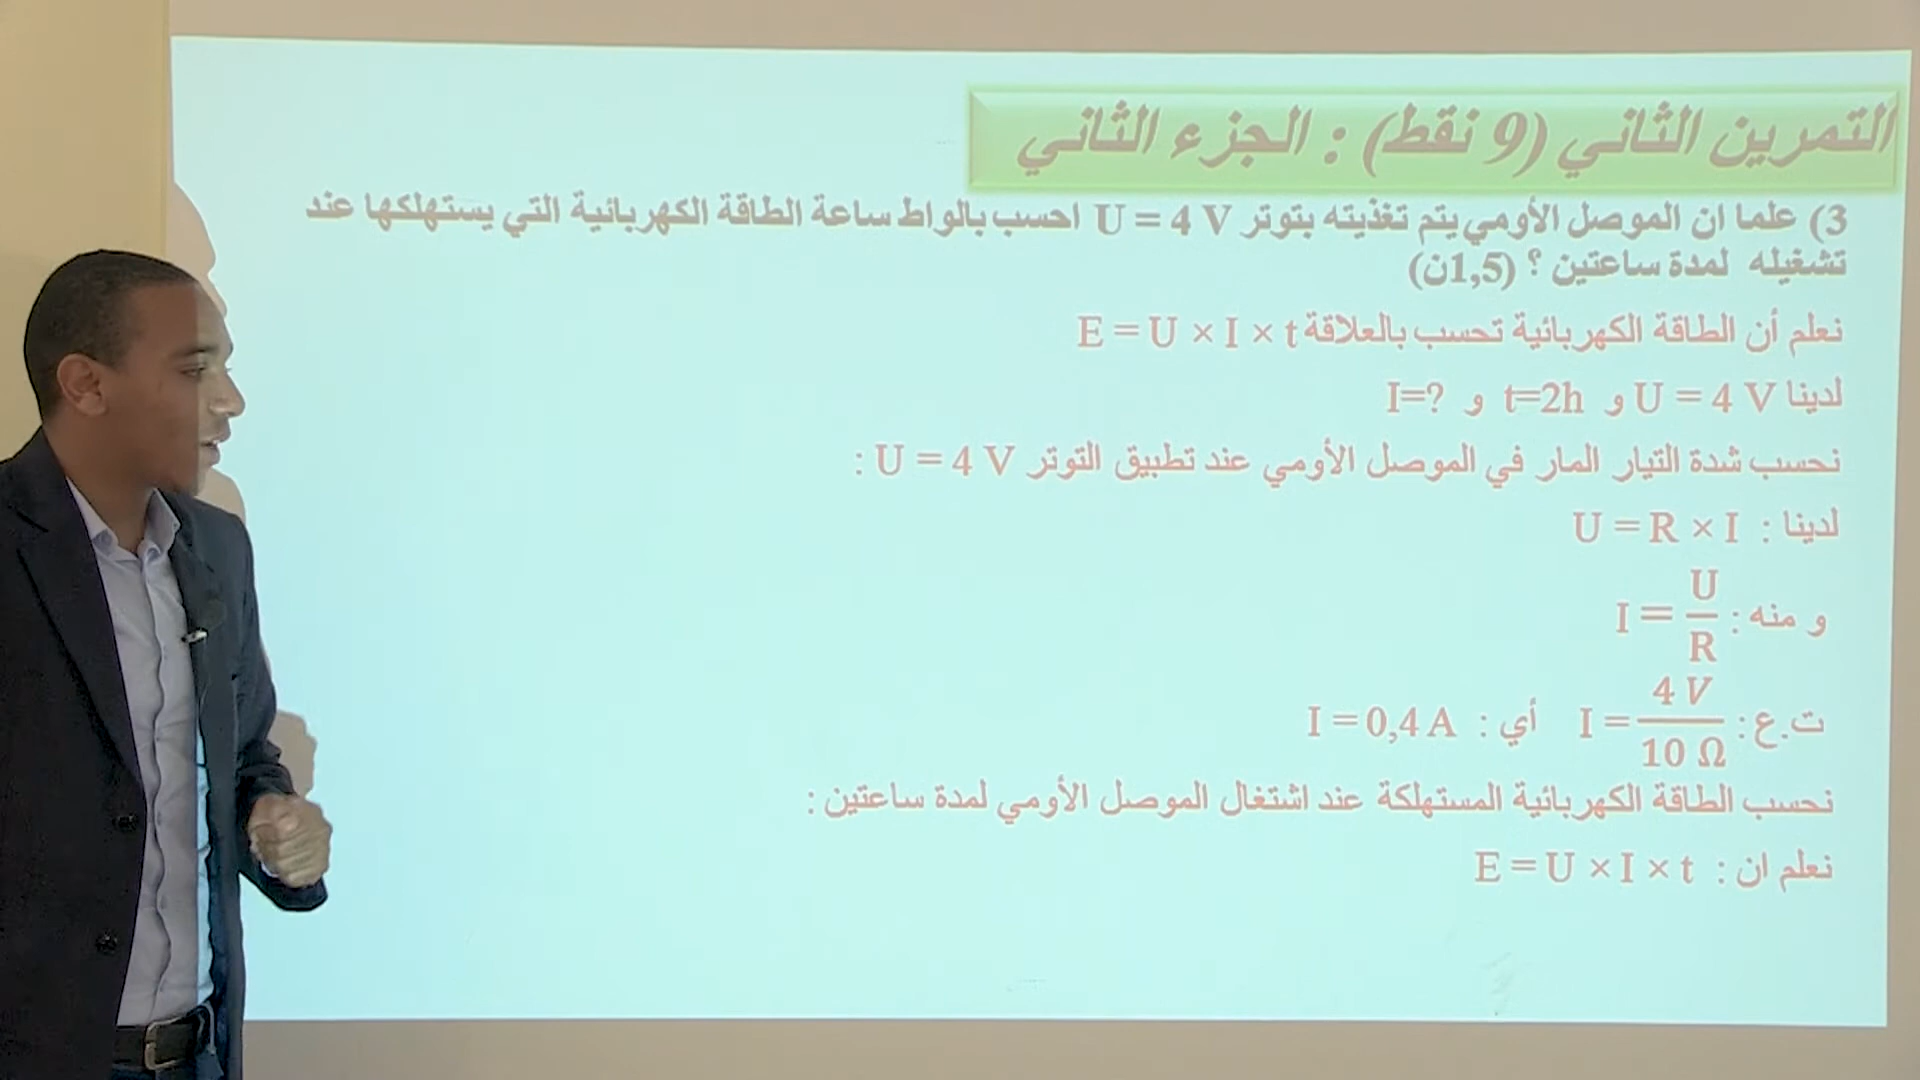 التمرين الثاني (9 نقط) : الجزء الثاني
3) علما ان الموصل الأومي يتم تغذيته بتوتر U = 4 V احسب بالواط ساعة الطاقة الكهربائية التي يستهلكها عند
تشغيله لمدة ساعتين ؟ (1,5ن)
نعلم أن الطاقة الكهربائية تحسب بالعلاقة E = U × I × t
لدينا U = 4 V و t=2h و I=?
نحسب شدة التيار المار في الموصل الأومي عند تطبيق التوتر U = 4 V :
لدينا : U = R × I
و منه : I = U/R
ت.ع: I = 4 V/10 Ω أي : I = 0,4 A
نحسب الطاقة الكهربائية المستهلكة عند اشتغال الموصل الأومي لمدة ساعتين :
نعلم ان : E = U × I × t